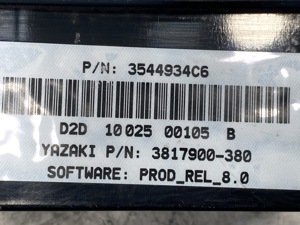 P/N: 3544934C6
D2D 10025 00105 B
YAZAKI P/N: 3817900-380
SOFTWARE: PROD_REL_8.0